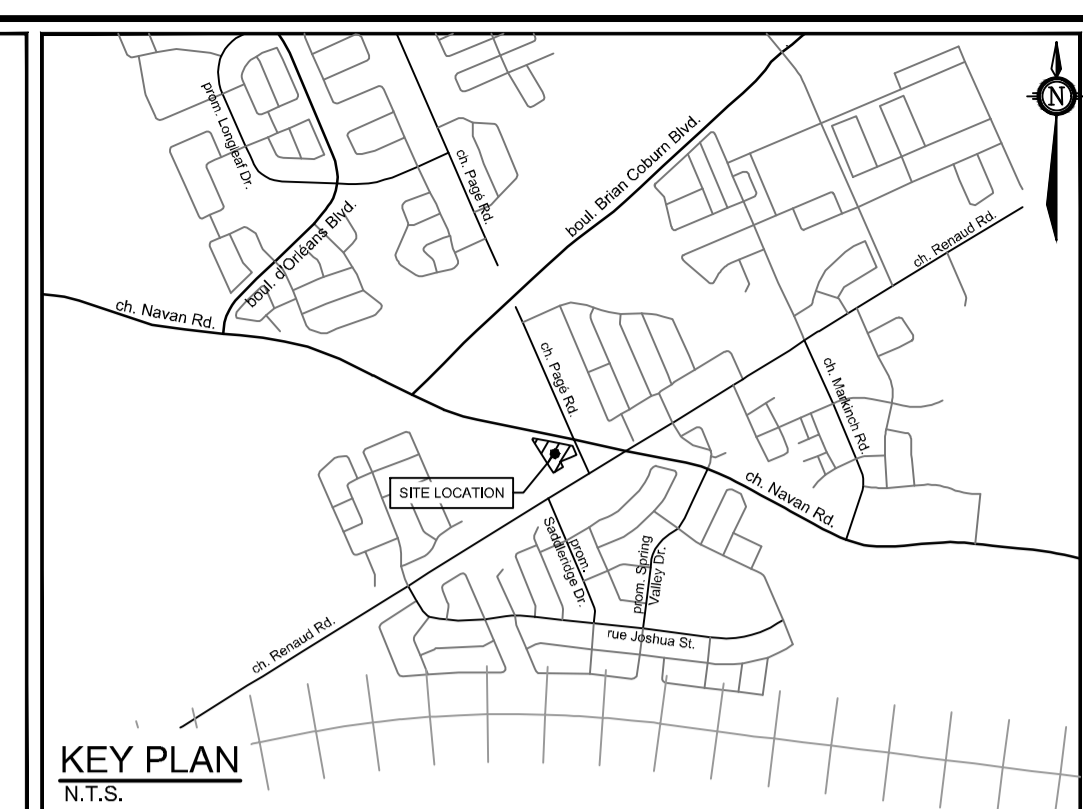 prom. Longleaf Dr.
ch. Pagé Rd.
boul. Brian Coburn Blvd.
N
boul. d'Orléans Blvd.
ch. Renaud Rd.
ch. Navan Rd.
ch. Pagé Rd.
ch. Markinch Rd.
SITE LOCATION
ch. Navan Rd.
prom.
Saddleridge Dr.
prom. Spring
Valley Dr.
rue Joshua St.
ch. Renaud Rd.
KEY PLAN
N.T.S.